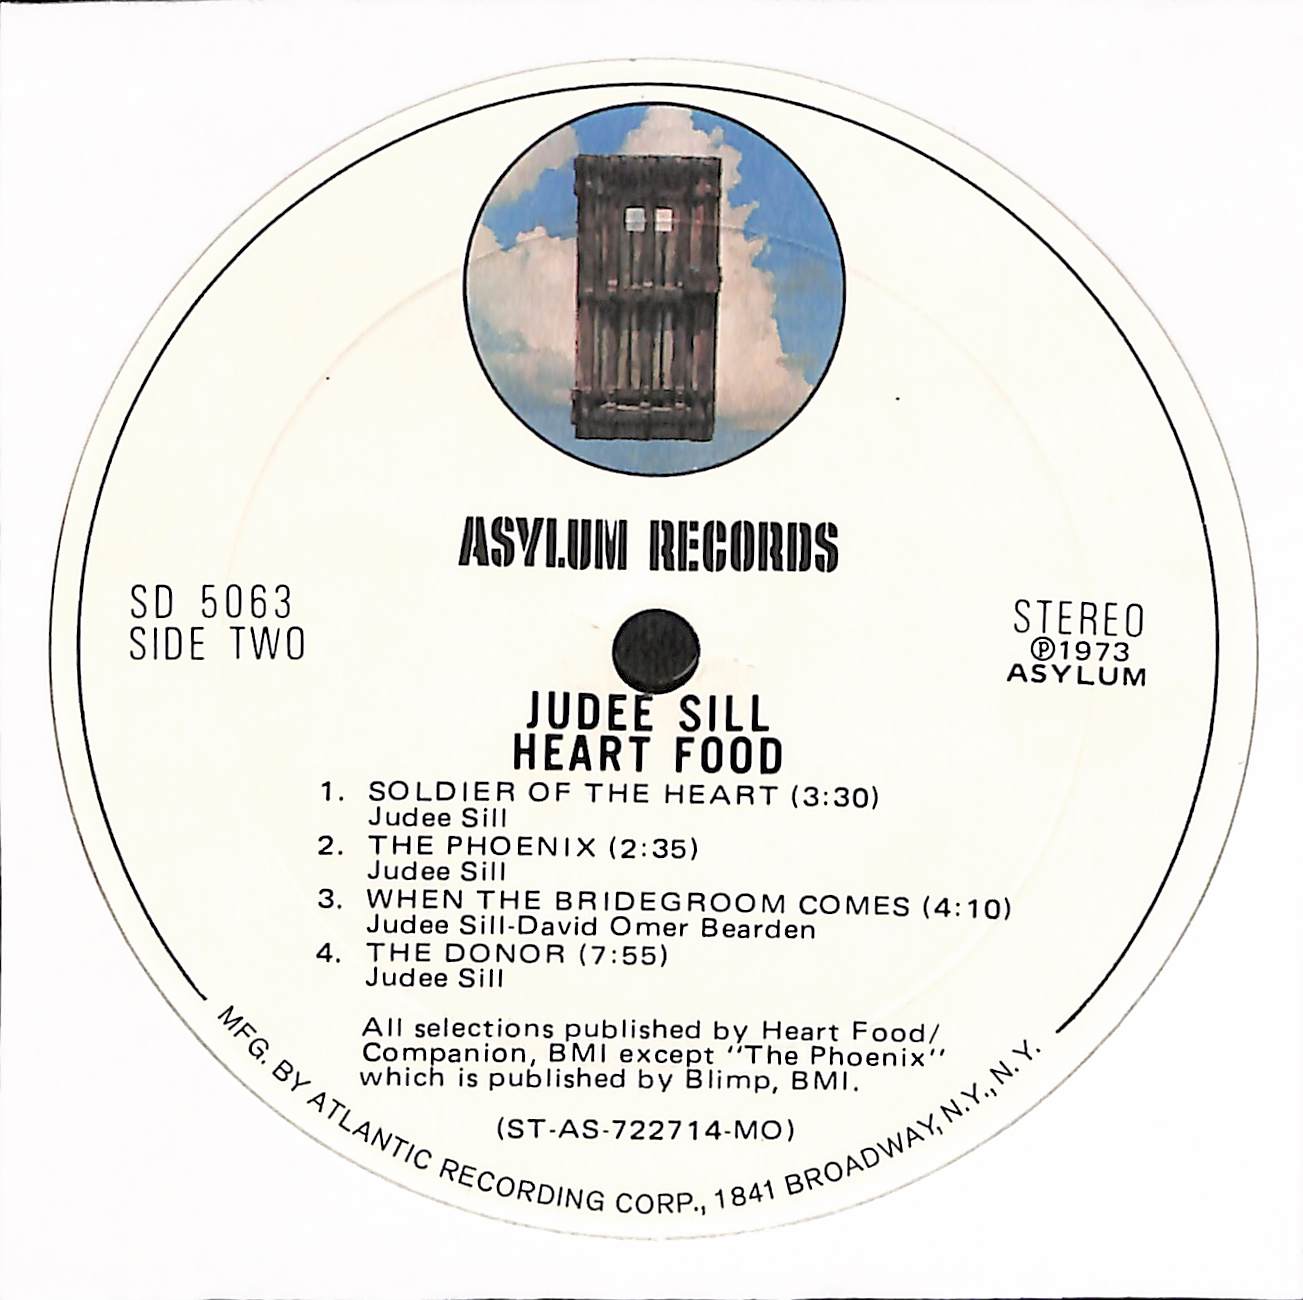 ASYLUM RECORDS
SD 5063
SIDE TWO
STEREO
Ⓟ1973
ASYLUM
JUDEE SILL
HEART FOOD
1. SOLDIER OF THE HEART (3:30)
Judee Sill
2. THE PHOENIX (2:35)
Judee Sill
3. WHEN THE BRIDEGROOM COMES (4:10)
Judee Sill-David Omer Bearden
4. THE DONOR (7:55)
Judee Sill
All selections published by Heart Food/
Companion, BMI except "The Phoenix"
which is published by Blimp, BMI.
(ST-AS-722714-MO)
MFG. BY ATLANTIC RECORDING CORP., 1841 BROADWAY, N.Y., N.Y.